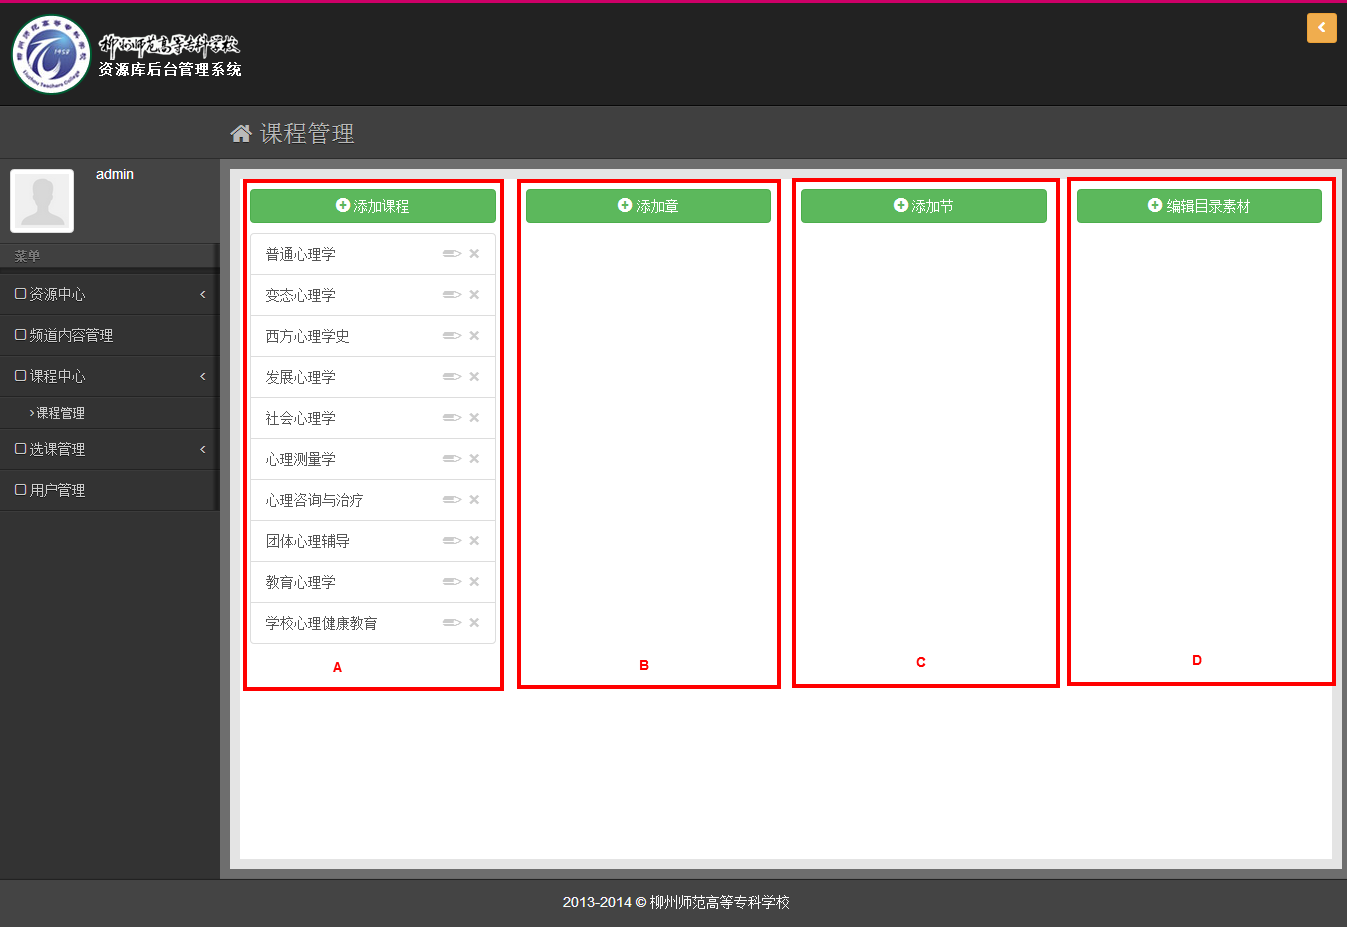 柳州师范高等专科学校
资源库后台管理系统
课程管理
admin
菜单
资源中心
频道内容管理
课程中心
课程管理
选课管理
用户管理
添加课程
普通心理学
变态心理学
西方心理学史
发展心理学
社会心理学
心理测量学
心理咨询与治疗
团体心理辅导
教育心理学
学校心理健康教育
A
添加章
B
添加节
C
编辑目录素材
D
2013-2014 © 柳州师范高等专科学校